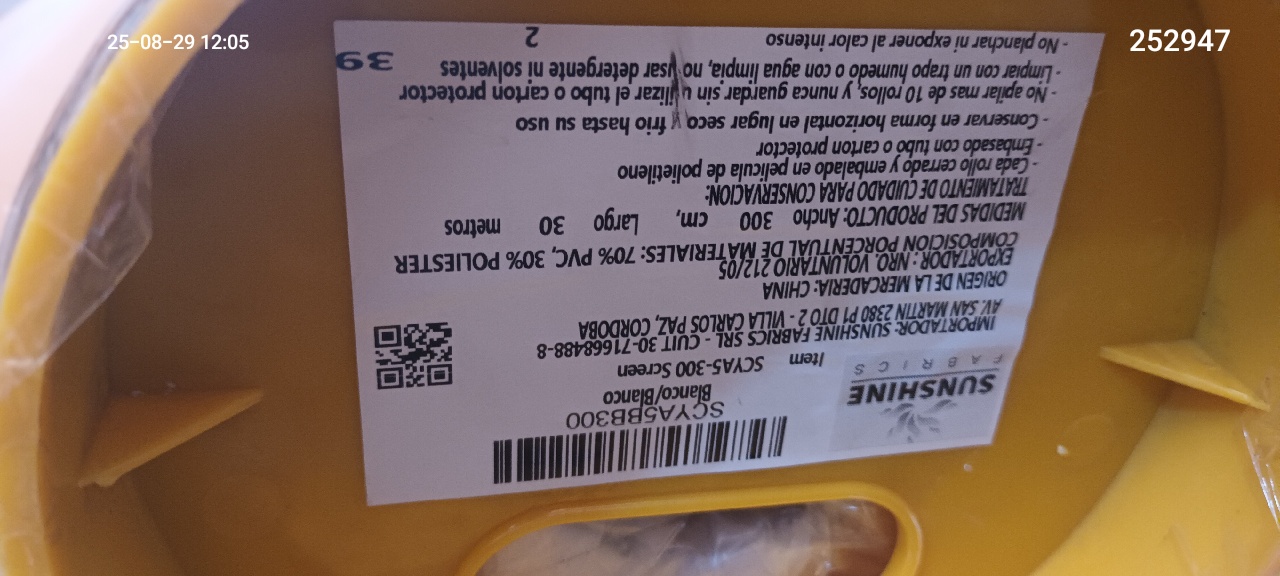 25-08-29 12:05
252947
SCYA5BB300
Blanco/Blanco
SUNSHINE
FABRICS
Item SCYA5-300 Screen
IMPORTADOR: SUNSHINE FABRICS SRL - CUIT 30-71668488-8
AV. SAN MARTIN 2380 P1 DTO 2 - VILLA CARLOS PAZ, CORDOBA
ORIGEN DE LA MERCADERIA: CHINA
EXPORTADOR: NRO. VOLUNTARIO 212/05
COMPOSICION PORCENTUAL DE MATERIALES: 70% PVC, 30% POLIESTER
MEDIDAS DEL PRODUCTO: Ancho 300 cm, Largo 30 metros
TRATAMIENTO DE CUIDADO PARA CONSERVACION:
- Cada rollo cerrado y embalado en pelicula de polietileno
- Embasado con tubo o carton protector
- Conservar en forma horizontal en lugar seco y frio hasta su uso
- No apilar mas de 10 rollos, y nunca guardar sin utilizar el tubo o carton protector
- Limpiar con un trapo humedo o con agua limpia, no usar detergente ni solventes
- No planchar ni exponer al calor intenso
2
39